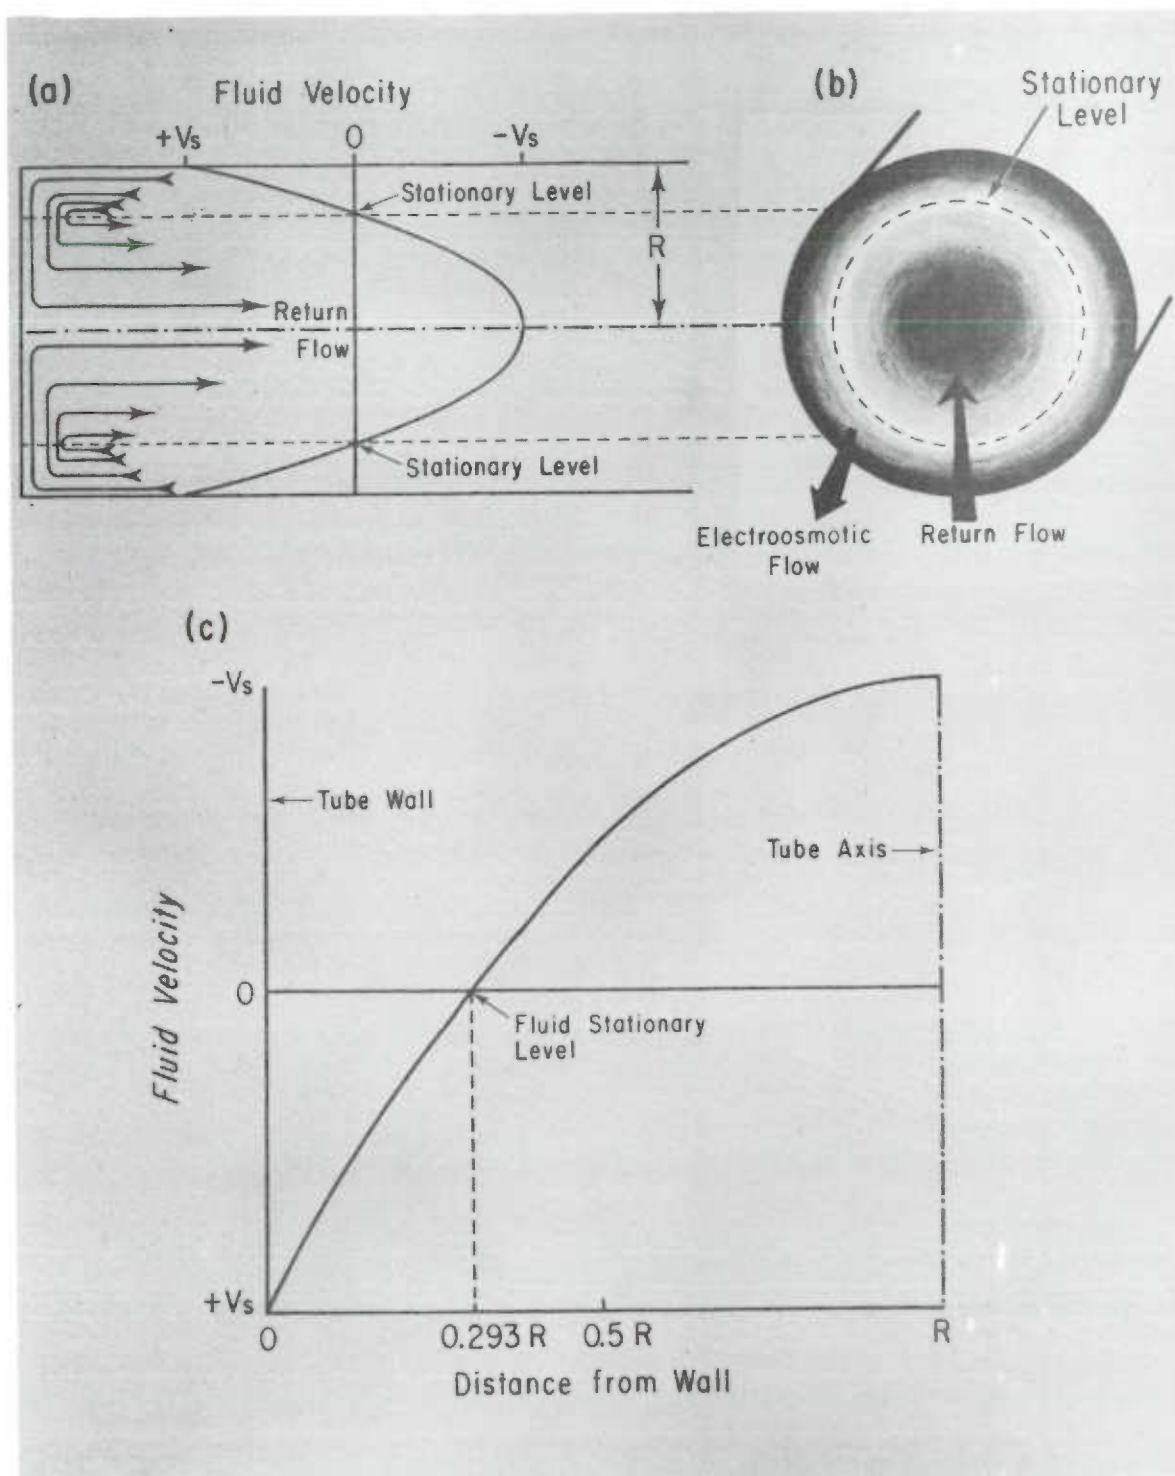 (a)
Fluid Velocity
+Vs
0
-Vs
Stationary Level
R
Return
Flow
Stationary Level
(b)
Stationary
Level
Electroosmotic
Flow
Return Flow
(c)
-Vs
Tube Wall
Tube Axis
Fluid Velocity
0
Fluid Stationary
Level
+Vs
0
0.293 R
0.5 R
R
Distance from Wall